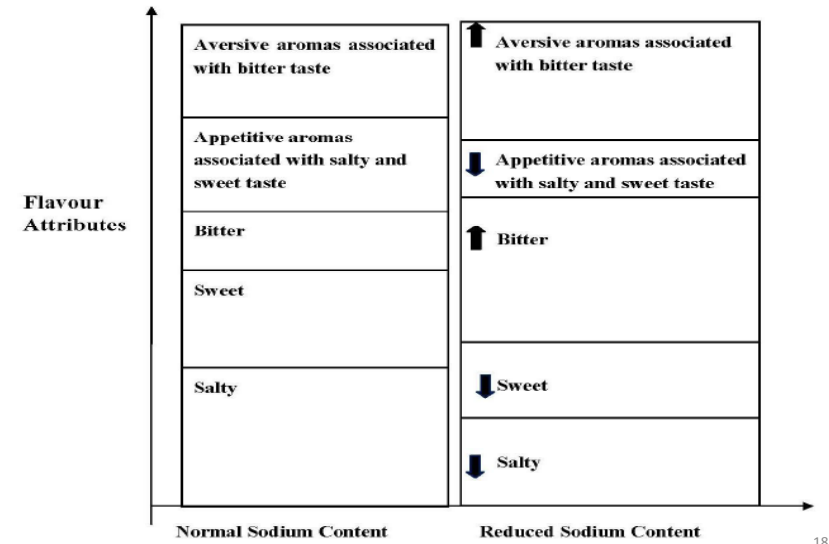 Aversive aromas associated
with bitter taste
Appetitive aromas
associated with salty and
sweet taste
Bitter
Sweet
Salty
Aversive aromas associated
with bitter taste
Appetitive aromas associated
with salty and sweet taste
Bitter
Sweet
Salty
Flavour
Attributes
Normal Sodium Content
Reduced Sodium Content
18